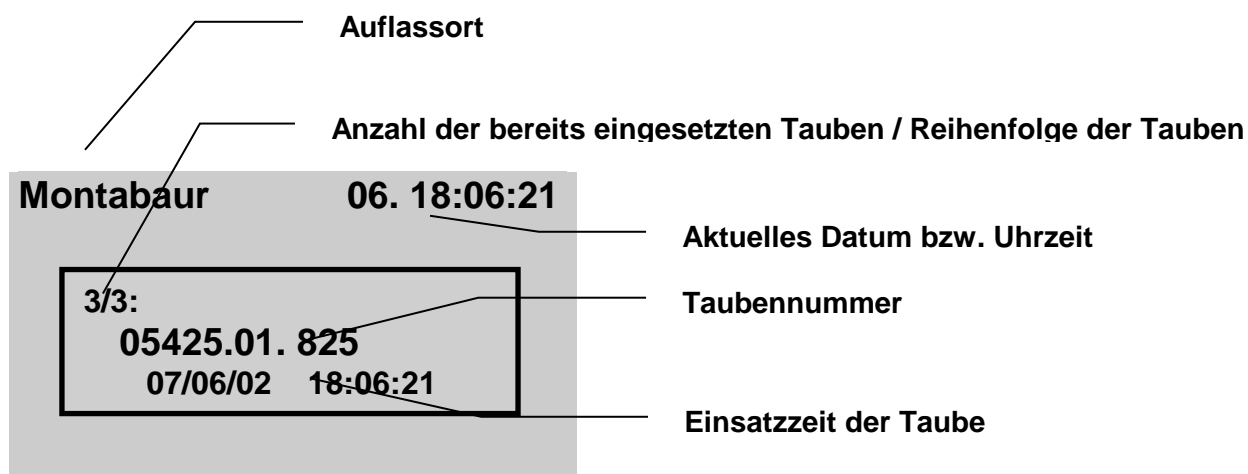 Auflassort
Anzahl der bereits eingesetzten Tauben / Reihenfolge der Tauben
Montabaur 06. 18:06:21
Aktuelles Datum bzw. Uhrzeit
3/3:
Taubennummer
05425.01. 825
07/06/02 18:06:21
Einsatzzeit der Taube